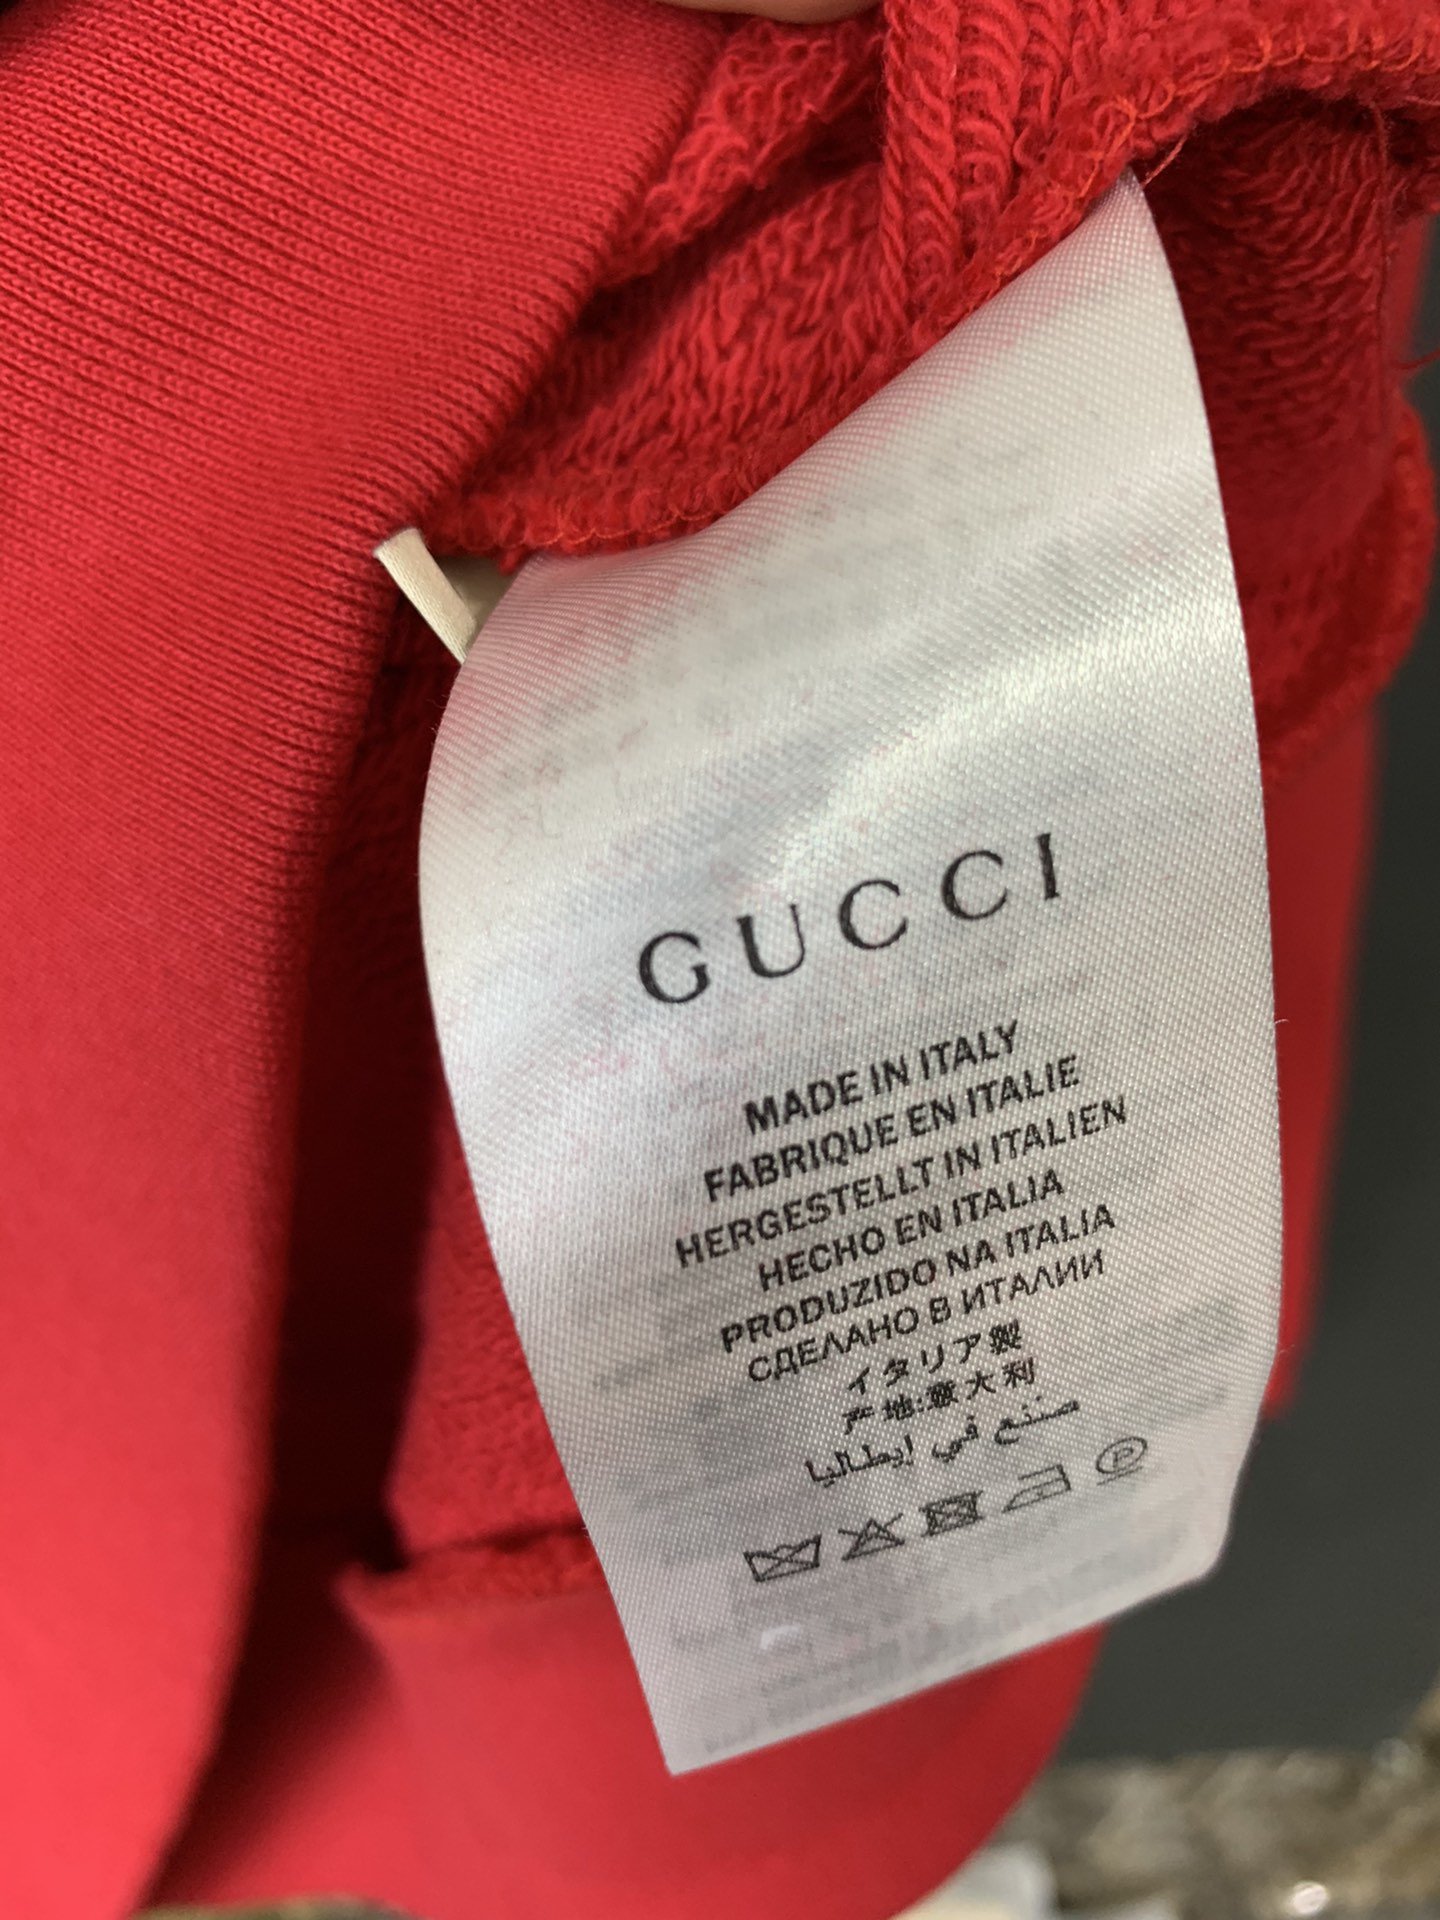 GUCCI
MADE IN ITALY
FABRIQUE EN ITALIE
HERGESTELLT IN ITALIEN
HECHO EN ITALIA
PRODUZIDO NA ITALIA
СДЕЛАНО В ИТАЛИИ
イタリア製
产地:意大利
صنع في إيطاليا
P